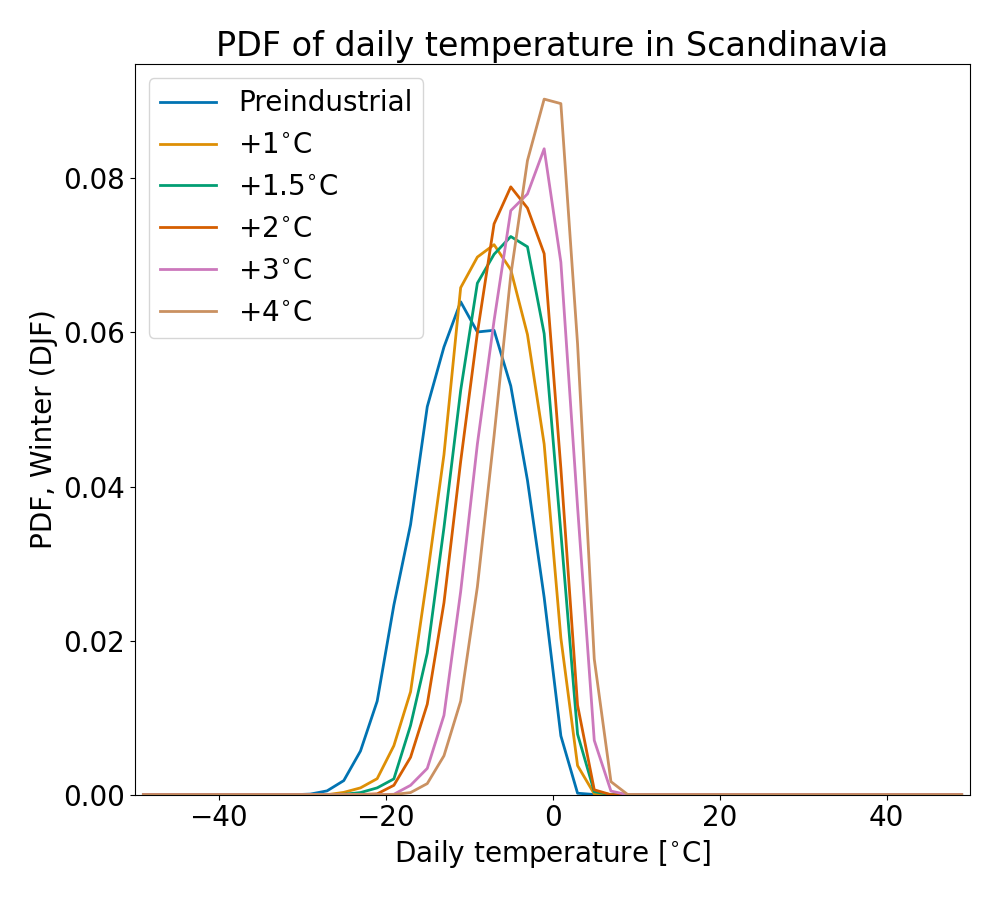 PDF of daily temperature in Scandinavia
Preindustrial
+1°C
+1.5°C
+2°C
+3°C
+4°C
PDF, Winter (DJF)
0.08
0.06
0.04
0.02
0.00
−40
−20
0
20
40
Daily temperature [°C]